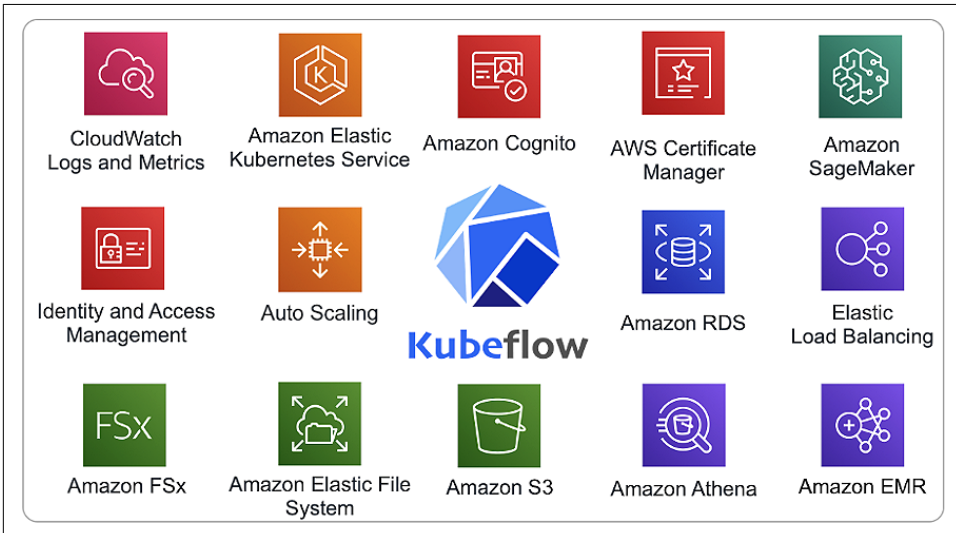 CloudWatch
Logs and Metrics
Amazon Elastic
Kubernetes Service
K
Amazon Cognito
AWS Certificate
Manager
Amazon
SageMaker
Identity and Access
Management
Auto Scaling
Kubeflow
Amazon RDS
Elastic
Load Balancing
FSx
Amazon FSx
Amazon Elastic File
System
Amazon S3
Amazon Athena
Amazon EMR